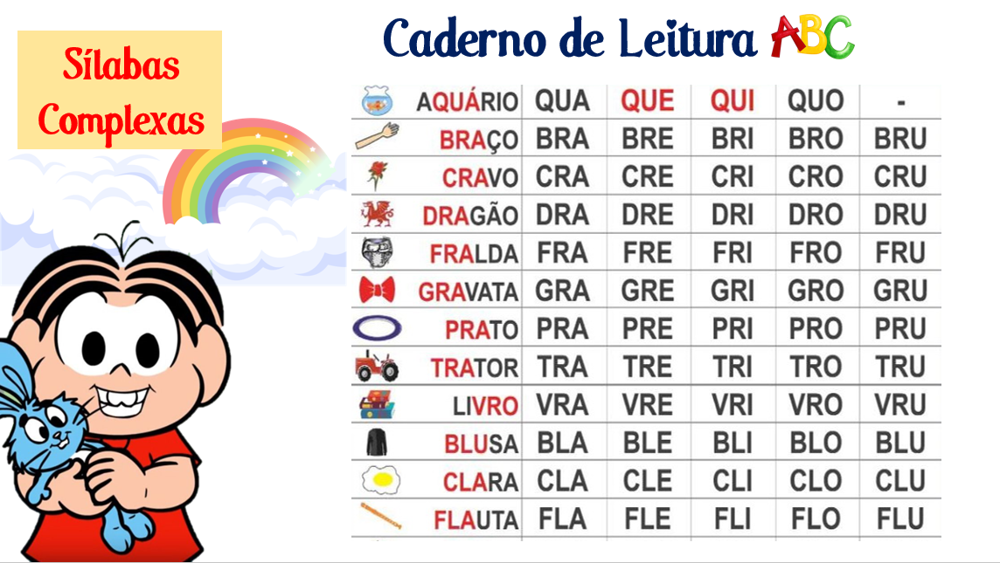 Sílabas
Complexas
Caderno de Leitura ABC
AQUÁRIO QUA QUE QUI QUO -
BRAÇO BRA BRE BRI BRO BRU
CRAVO CRA CRE CRI CRO CRU
DRAGÃO DRA DRE DRI DRO DRU
FRALDA FRA FRE FRI FRO FRU
GRAVATA GRA GRE GRI GRO GRU
PRATO PRA PRE PRI PRO PRU
TRATOR TRA TRE TRI TRO TRU
LIVRO VRA VRE VRI VRO VRU
BLUSA BLA BLE BLI BLO BLU
CLARA CLA CLE CLI CLO CLU
FLAUTA FLA FLE FLI FLO FLU